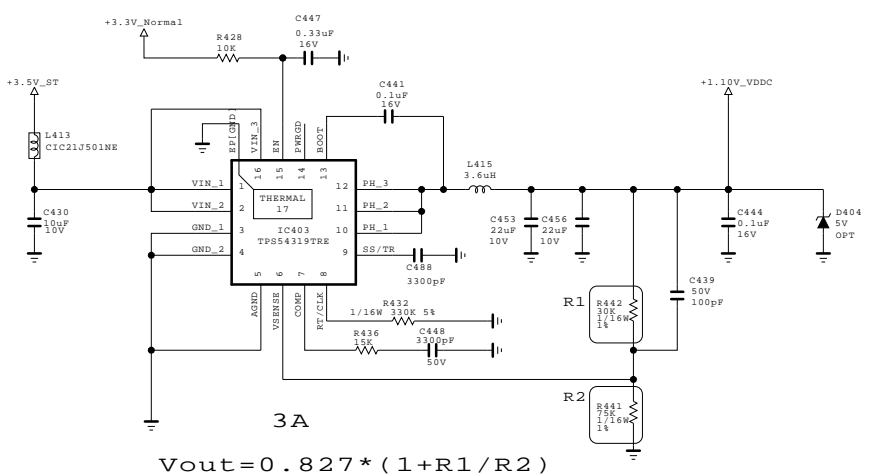 +3.3V_Normal
R428
10K
C447
0.33uF
16V
+3.5V_ST
L413
CIC21J501NE
C430
10uF
10V
EP[GND]
VIN_3
EN
PWRGD
BOOT
16
15
14
13
C441
0.1uF
16V
+1.10V_VDDC
VIN_1
VIN_2
GND_1
GND_2
1
2
3
4
THERMAL
17
IC403
TPS54319TRE
12
11
10
9
PH_3
PH_2
PH_1
SS/TR
5
6
7
8
AGND
VSENSE
COMP
RT/CLK
L415
3.6uH
C488
3300pF
C453
22uF
10V
C456
22uF
10V
C444
0.1uF
16V
D404
5V
OPT
C439
50V
100pF
R432
1/16W 330K 5%
R436
15K
C448
3300pF
50V
R1
R442
30K
1/16W
1%
R2
R441
75K
1/16W
1%
3A
Vout=0.827*(1+R1/R2)